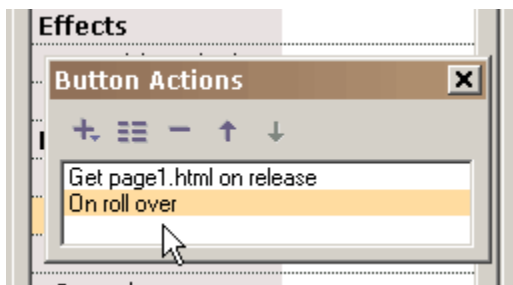 Effects
Button Actions
Get page1.html on release
On roll over